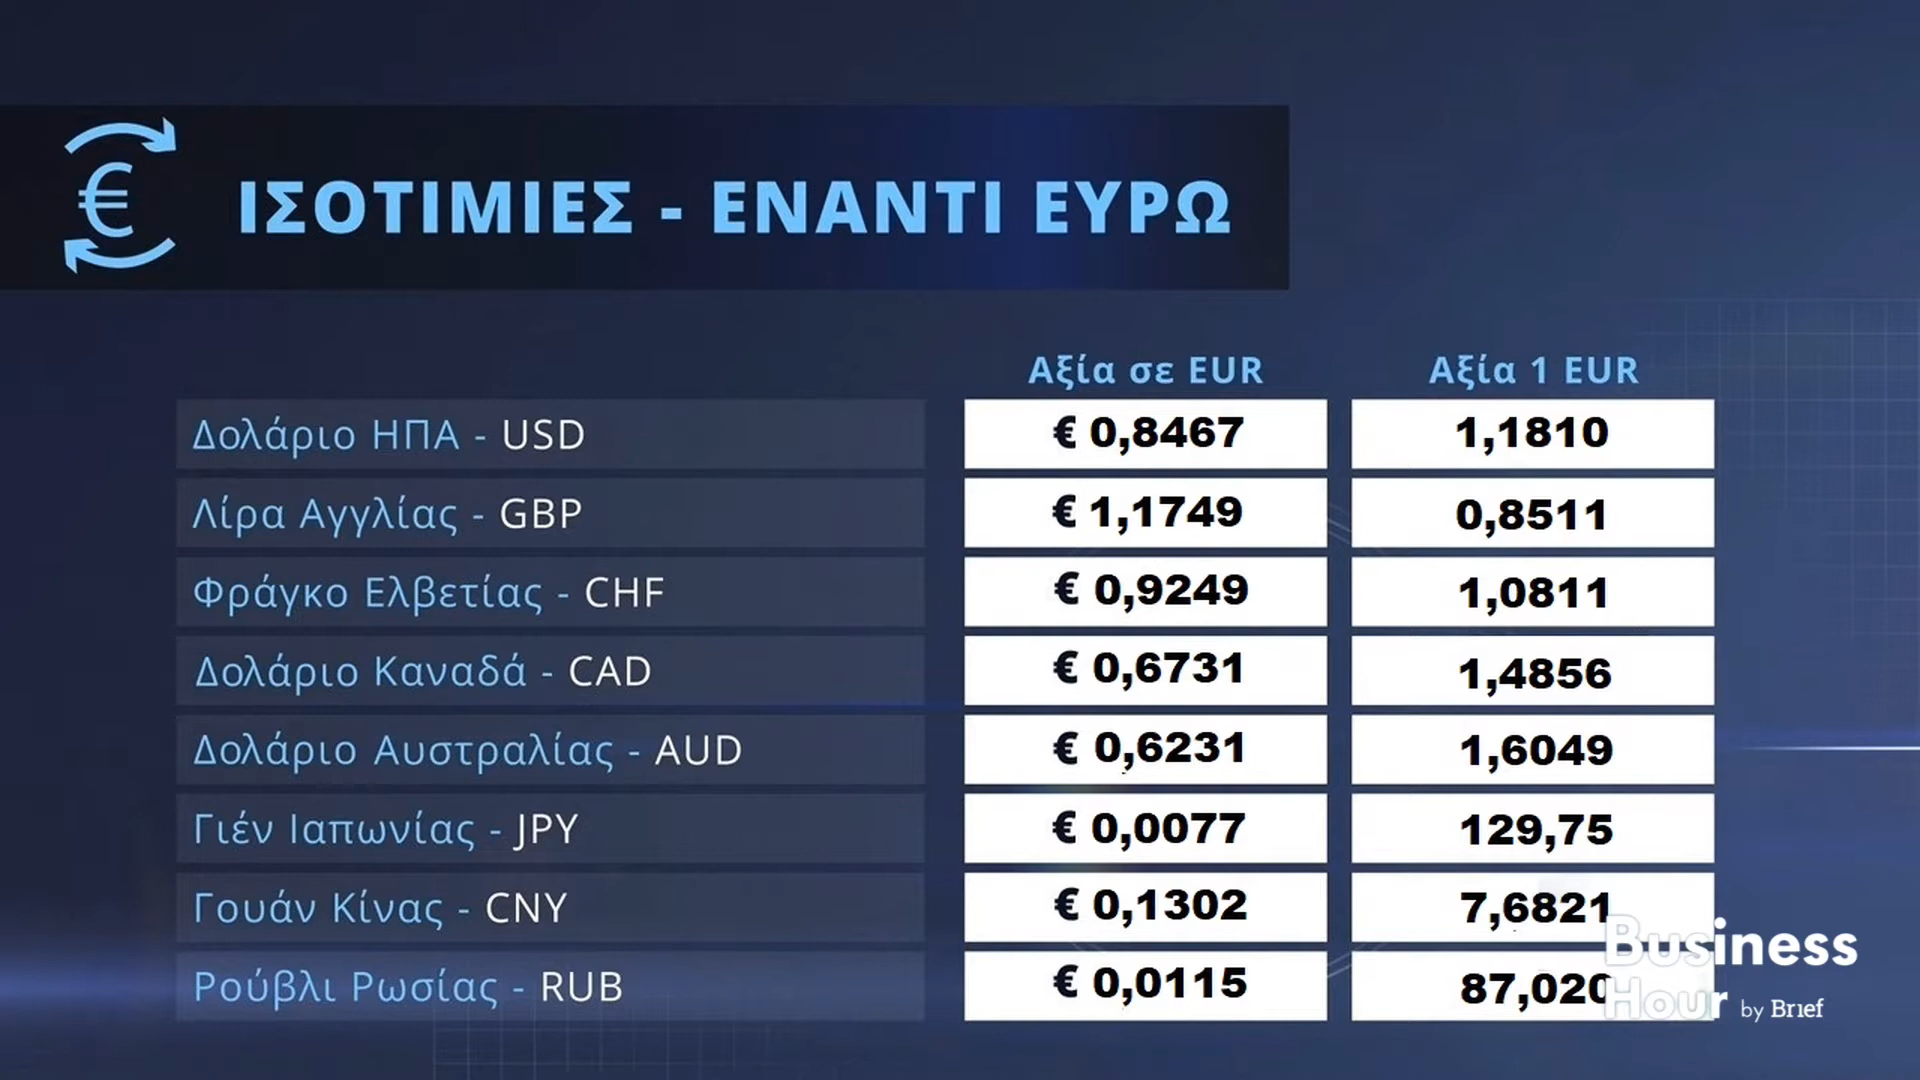 €
ΙΣΟΤΙΜΙΕΣ - ΕΝΑΝΤΙ ΕΥΡΩ
Αξία σε EUR Αξία 1 EUR
Δολάριο ΗΠΑ - USD € 0,8467 1,1810
Λίρα Αγγλίας - GBP € 1,1749 0,8511
Φράγκο Ελβετίας - CHF € 0,9249 1,0811
Δολάριο Καναδά - CAD € 0,6731 1,4856
Δολάριο Αυστραλίας - AUD € 0,6231 1,6049
Γιέν Ιαπωνίας - JPY € 0,0077 129,75
Γουάν Κίνας - CNY € 0,1302 7,6821
Ρούβλι Ρωσίας - RUB € 0,0115 87,020
Business
Hour by Brief